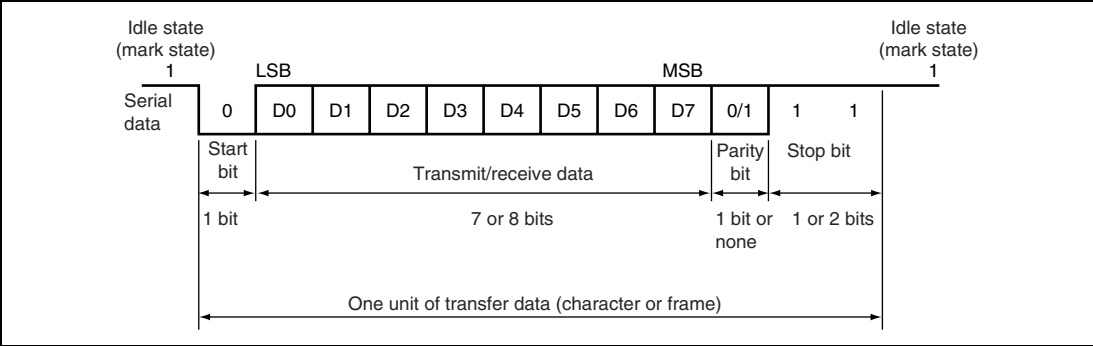 Idle state
(mark state)
1
Idle state
(mark state)
1
LSB
MSB
Serial
data
0 D0 D1 D2 D3 D4 D5 D6 D7 0/1 1 1
Start
bit
Transmit/receive data
Parity
bit
Stop bit
1 bit
7 or 8 bits
1 bit or
none
1 or 2 bits
One unit of transfer data (character or frame)